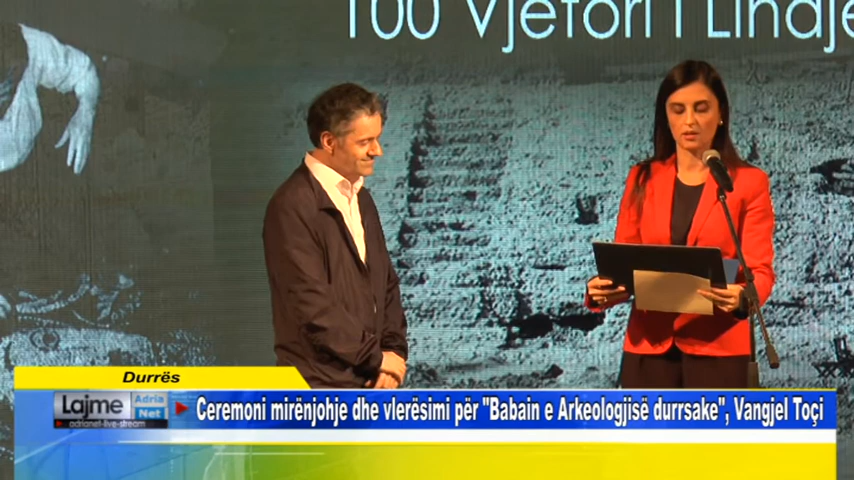 100 Vjetori i Lindje
Durrës
Lajme
Adria
Net
adrianet-live-stream
Ceremoni mirënjohje dhe vlerësimi për "Babain e Arkeologjisë durrsake", Vangjel Toçi